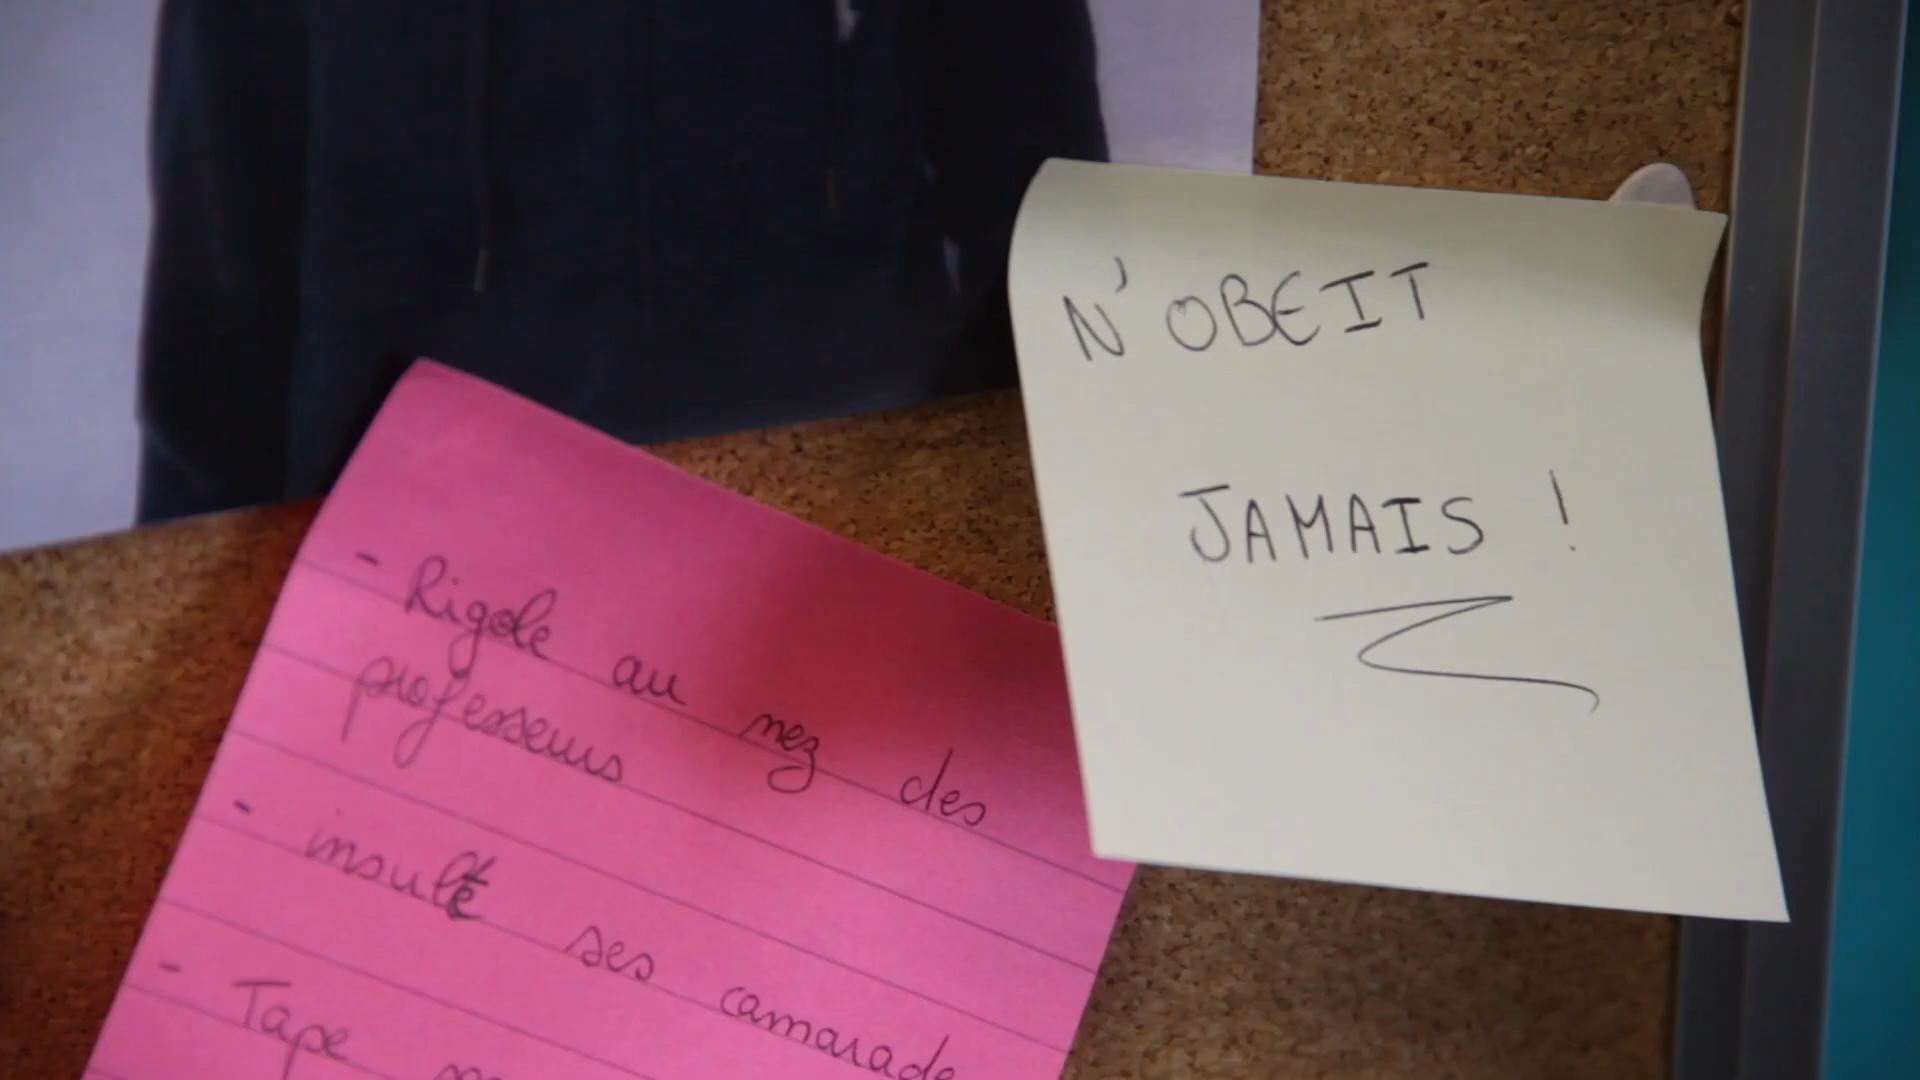 N'OBEIT
JAMAIS !
- Rigole au nez des
professeurs
- insulte ses camarade
- Tape